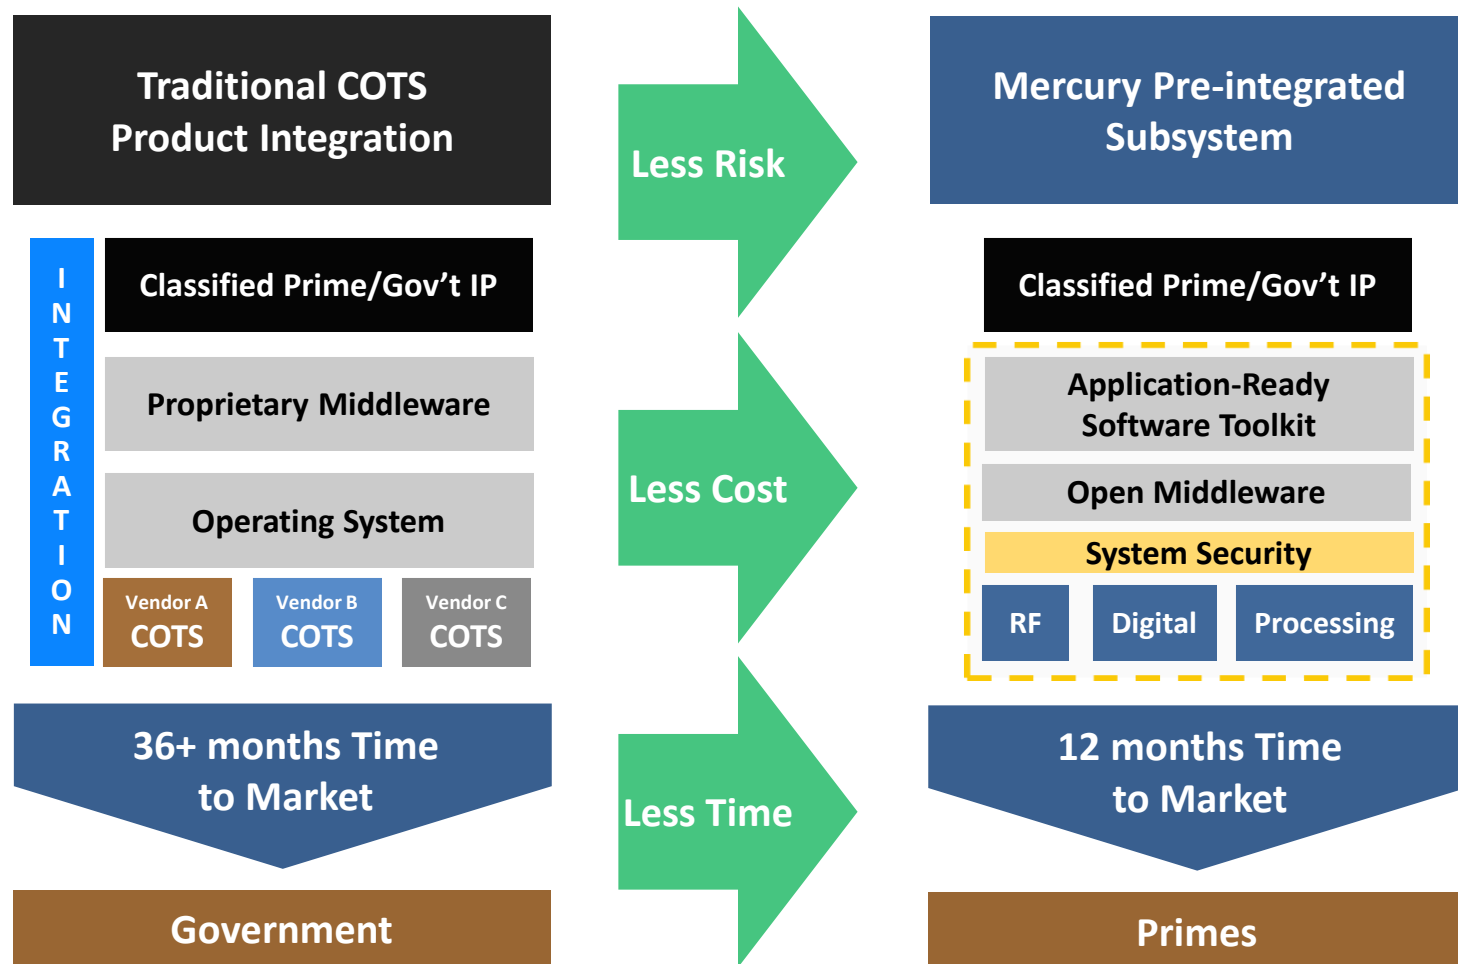 Traditional COTS
Product Integration
INTEGRATION
Classified Prime/Gov't IP
Proprietary Middleware
Operating System
Vendor A
COTS
Vendor B
COTS
Vendor C
COTS
36+ months Time
to Market
Government
Less Risk
Less Cost
Less Time
Mercury Pre-integrated
Subsystem
Classified Prime/Gov't IP
Application-Ready
Software Toolkit
Open Middleware
System Security
RF
Digital
Processing
12 months Time
to Market
Primes